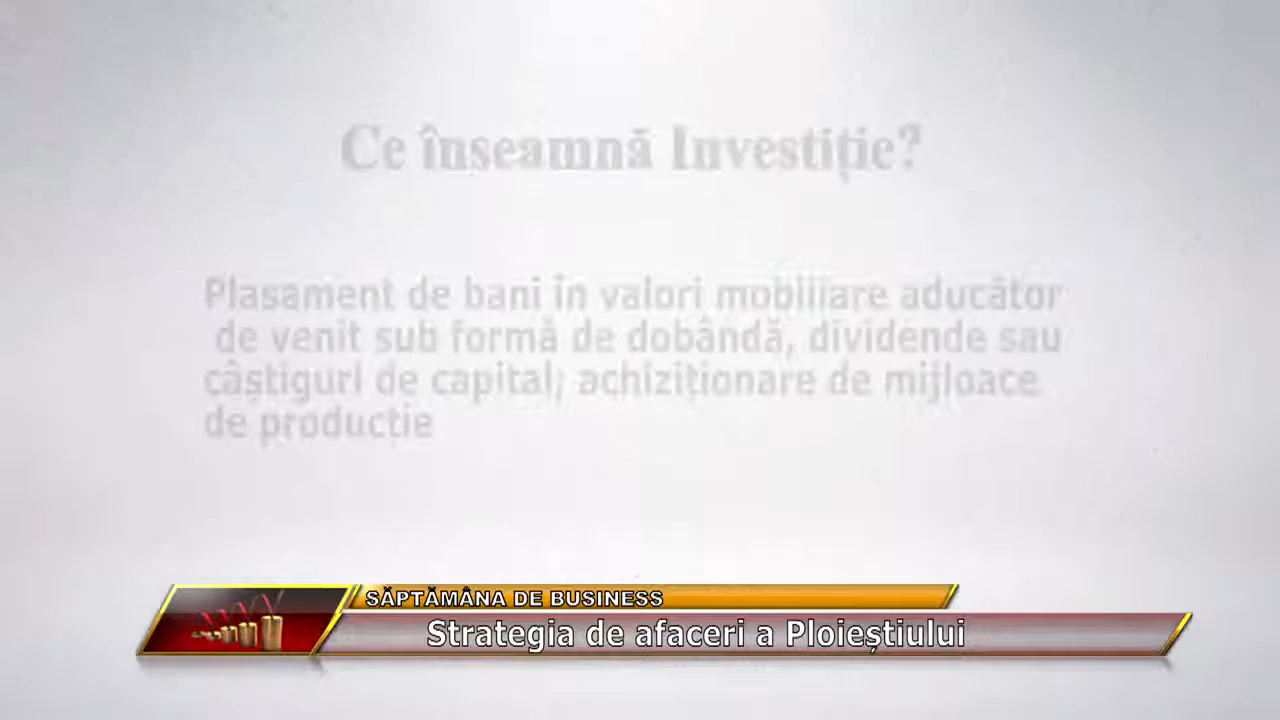 Ce înseamnă Investiție?
Plasament de bani în valori mobiliare aducător
de venit sub formă de dobândă, dividende sau
câștiguri de capital; achiziționare de mijloace
de producție
SĂPTĂMÂNA DE BUSINESS
Strategia de afaceri a Ploieștiului